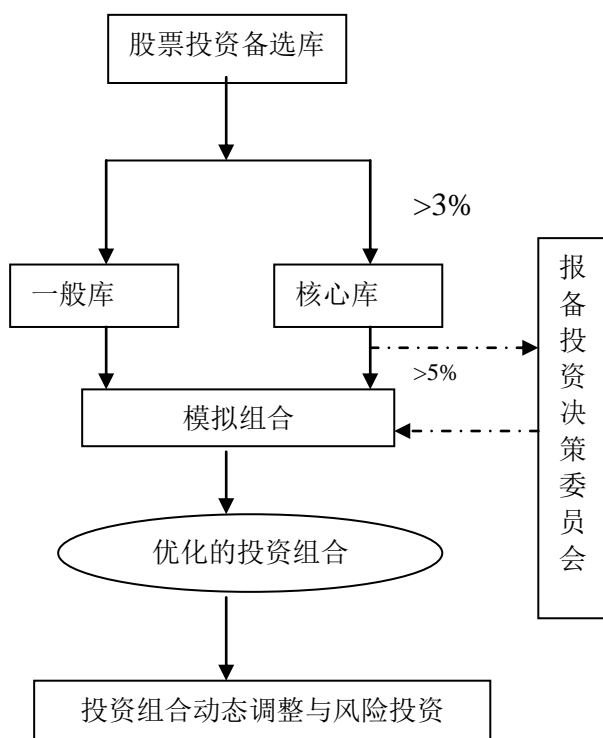 股票投资备选库
>3%
一般库
核心库
>5%
报备投资决策委员会
模拟组合
优化的投资组合
投资组合动态调整与风险投资